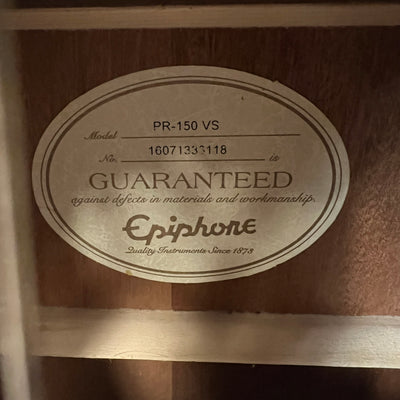 Model PR-150 VS
No. 16071333118 is
GUARANTEED
against defects in materials and workmanship.
Epiphone
Quality Instruments Since 1873